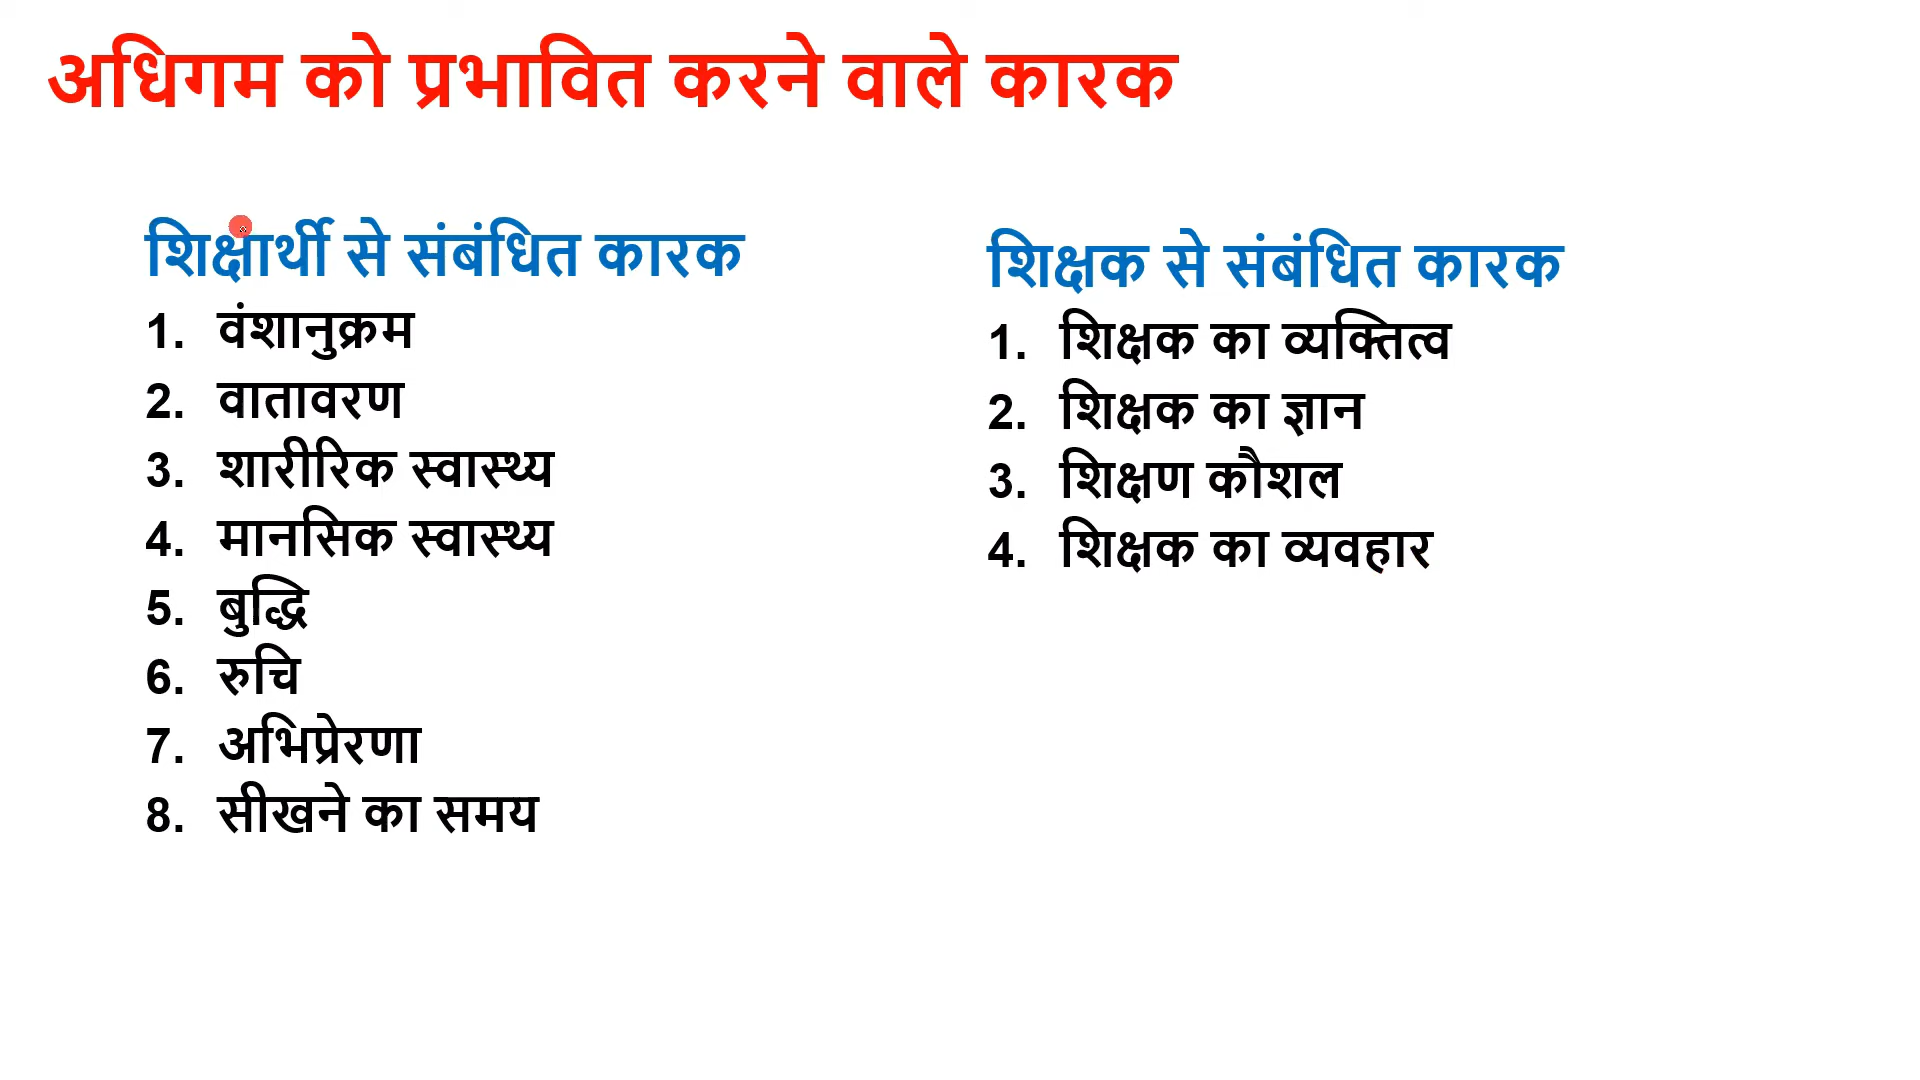 अधिगम को प्रभावित करने वाले कारक
शिक्षार्थी से संबंधित कारक
1. वंशानुक्रम
2. वातावरण
3. शारीरिक स्वास्थ्य
4. मानसिक स्वास्थ्य
5. बुद्धि
6. रुचि
7. अभिप्रेरणा
8. सीखने का समय
शिक्षक से संबंधित कारक
1. शिक्षक का व्यक्तित्व
2. शिक्षक का ज्ञान
3. शिक्षण कौशल
4. शिक्षक का व्यवहार